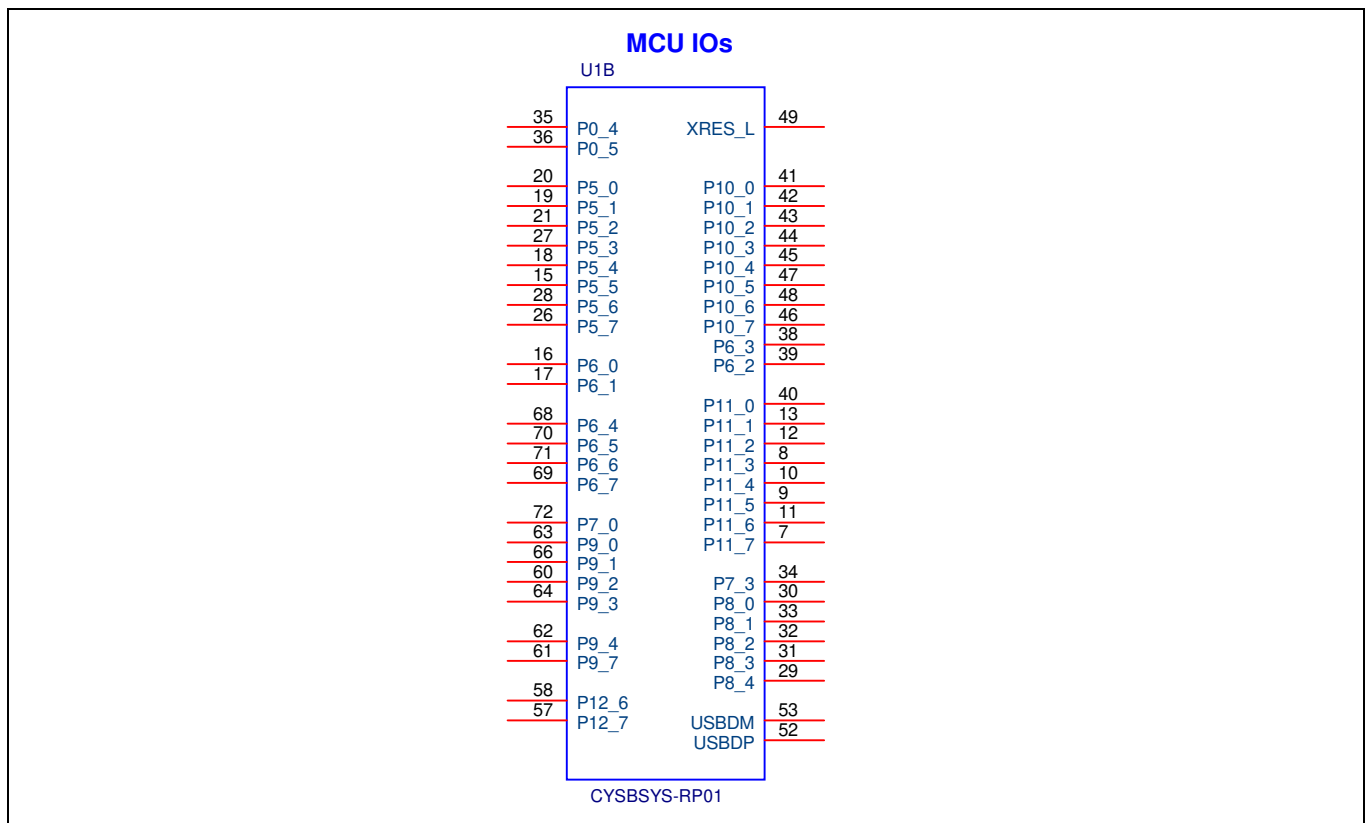 MCU IOs
U1B
35 P0_4 XRES_L 49
36 P0_5
20 P5_0 P10_0 41
19 P5_1 P10_1 42
21 P5_2 P10_2 43
27 P5_3 P10_3 44
18 P5_4 P10_4 45
15 P5_5 P10_5 47
28 P5_6 P10_6 48
26 P5_7 P10_7 46
P6_3 38
16 P6_0 P6_2 39
17 P6_1
P11_0 40
68 P6_4 P11_1 13
70 P6_5 P11_2 12
71 P6_6 P11_3 8
69 P6_7 P11_4 10
P11_5 9
72 P7_0 P11_6 11
63 P9_0 P11_7 7
66 P9_1
60 P9_2 P7_3 34
64 P9_3 P8_0 30
P8_1 33
62 P9_4 P8_2 32
61 P9_7 P8_3 31
P8_4 29
58 P12_6
57 P12_7 USBDM 53
USBDP 52
CYSBSYS-RP01